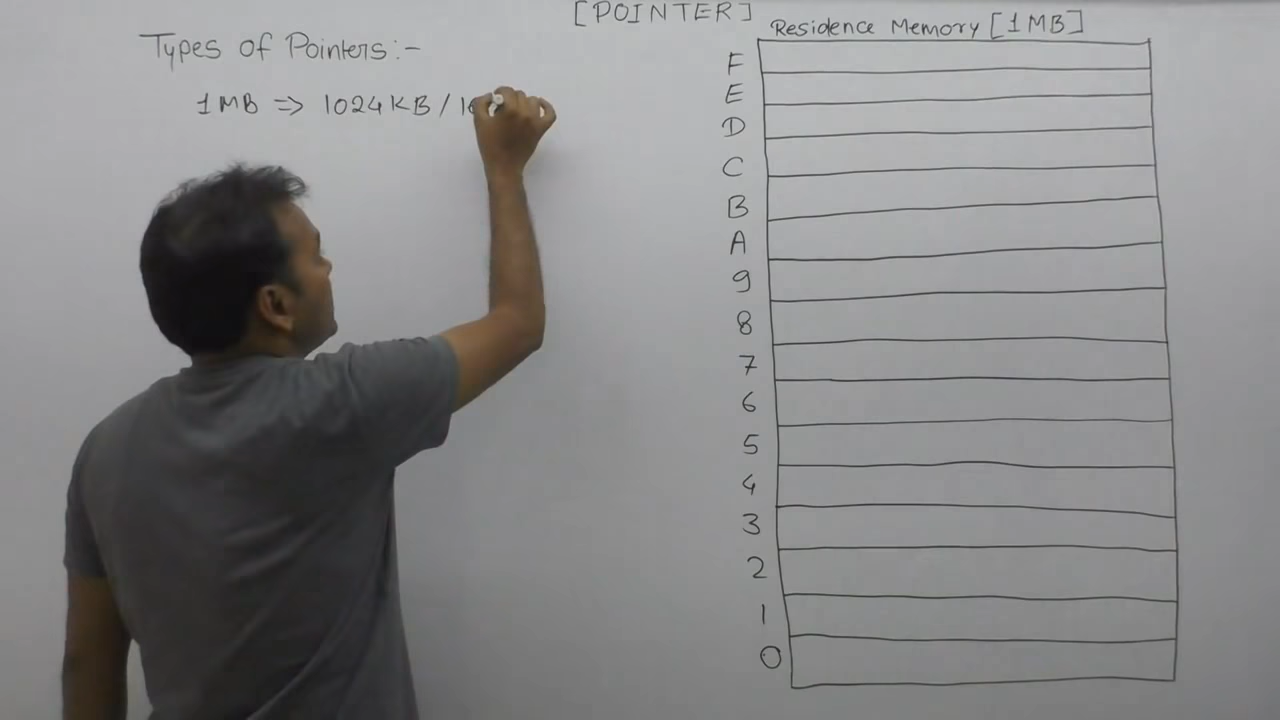 [POINTER]
Types of Pointers:-
1MB => 1024KB/
Residence Memory [1MB]
F
E
D
C
B
A
9
8
7
6
5
4
3
2
1
0